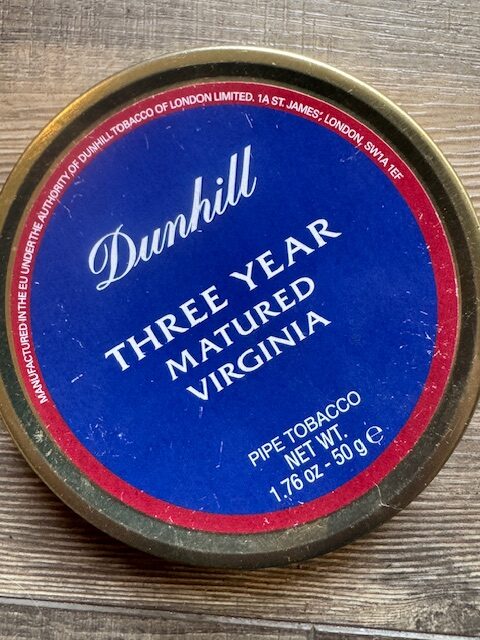 MANUFACTURED IN THE EU UNDER THE AUTHORITY OF DUNHILL TOBACCO OF LONDON LIMITED. 1A ST. JAMES', LONDON, SW1A 1EF
Dunhill
THREE YEAR
MATURED
VIRGINIA
PIPE TOBACCO
NET WT.
1.76 oz - 50 g ℮